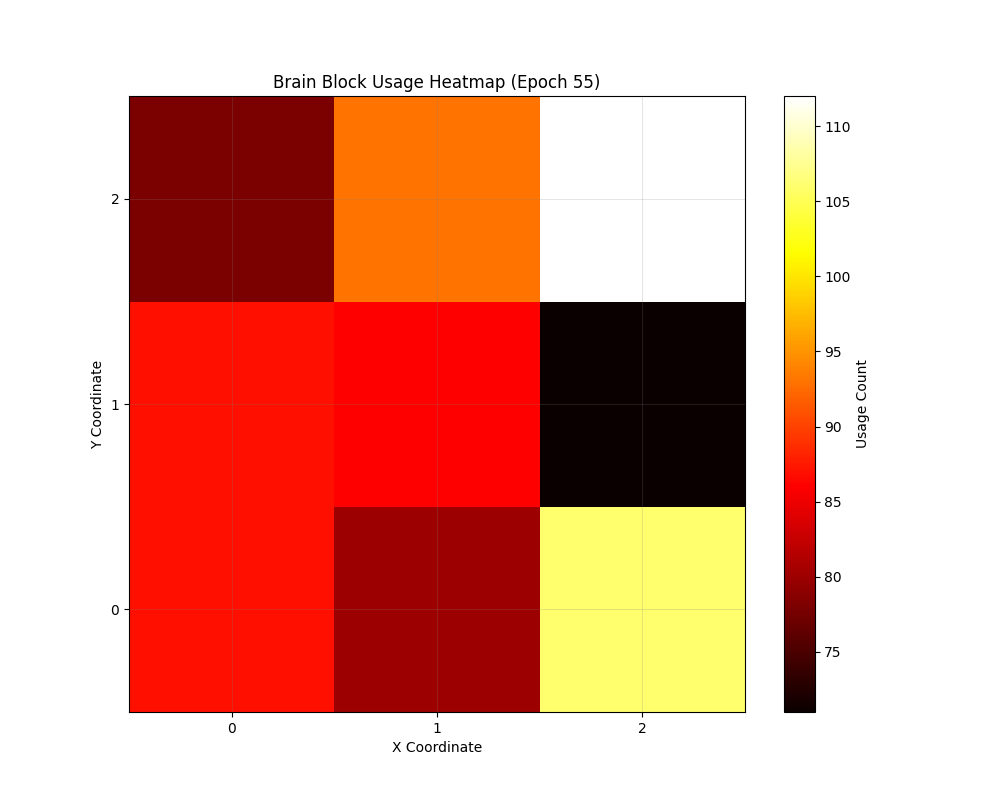 Brain Block Usage Heatmap (Epoch 55)
2
1
0
Y Coordinate
0 1 2
X Coordinate
110
105
100
95
90
85
80
75
Usage Count